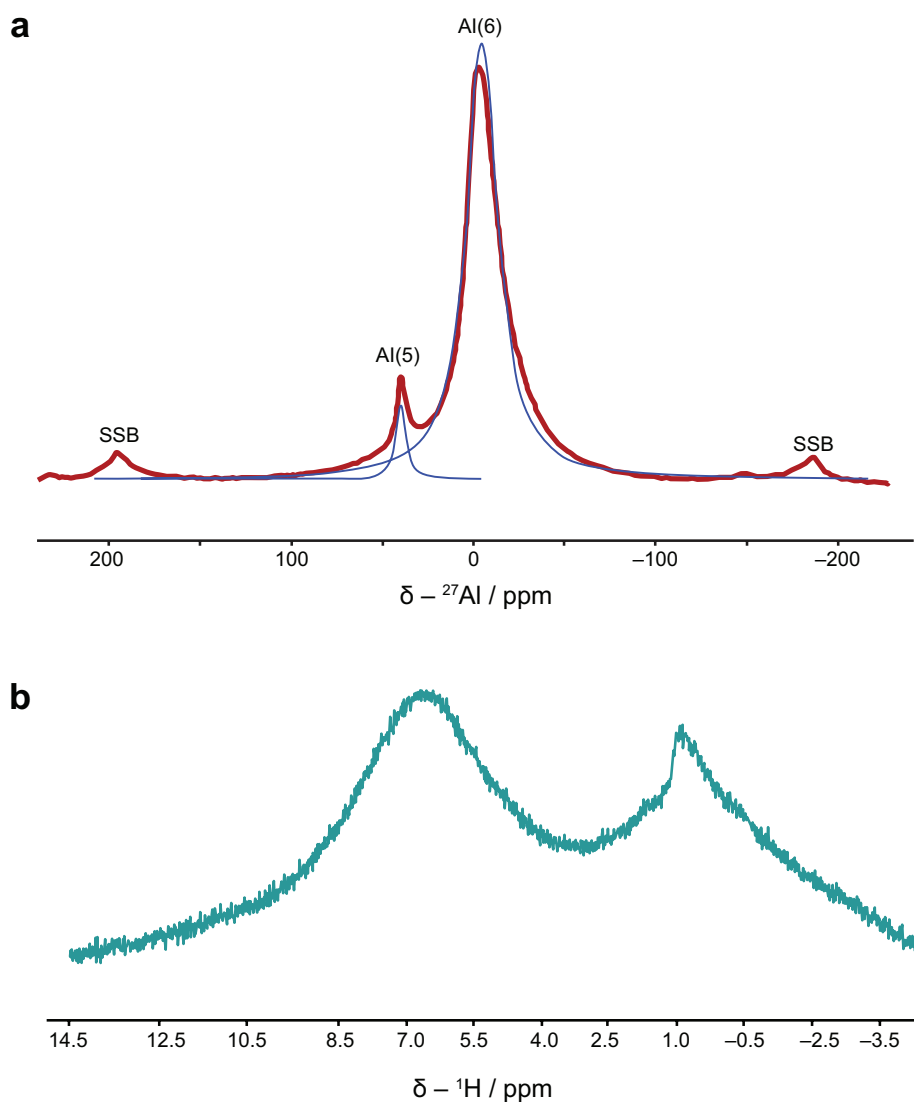 a
Al(6)
Al(5)
SSB
SSB
200 100 0 –100 –200
δ – ²⁷Al / ppm
b
14.5 12.5 10.5 8.5 7.0 5.5 4.0 2.5 1.0 –0.5 –2.5 –3.5
δ – ¹H / ppm